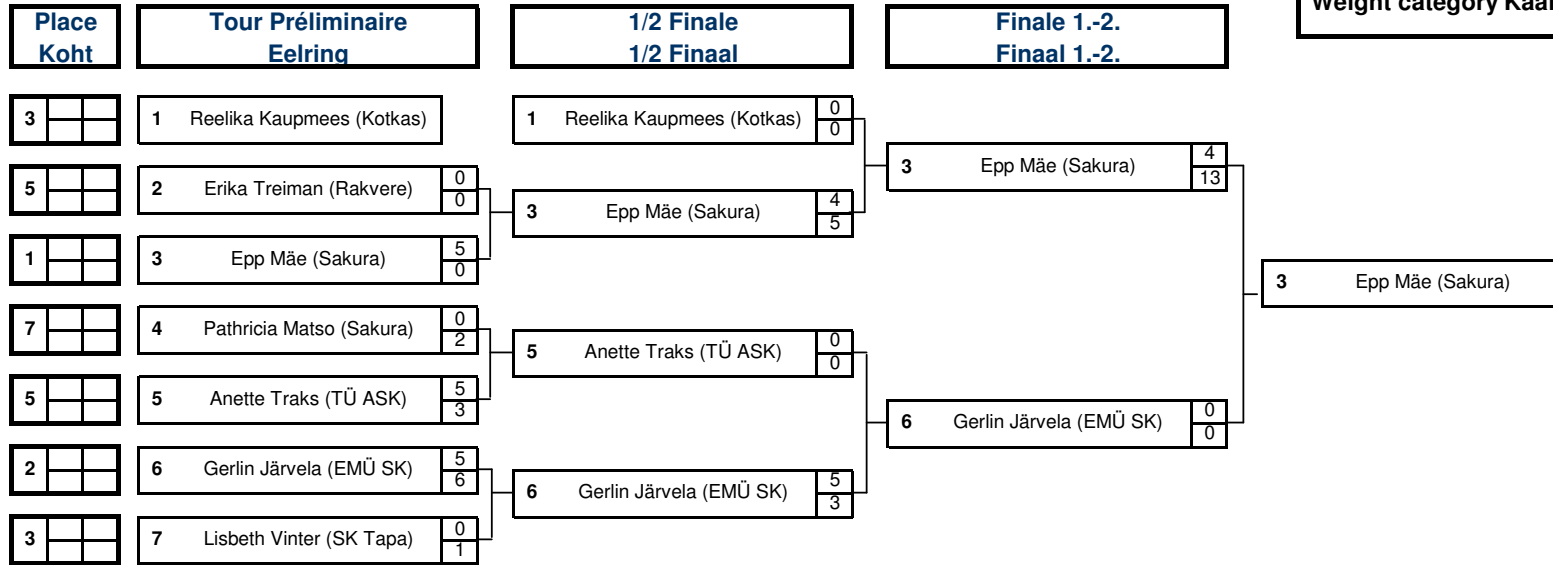 Place
Koht
Tour Préliminaire
Eelring
1/2 Finale
1/2 Finaal
Finale 1.-2.
Finaal 1.-2.
Weight category
3
1 Reelika Kaupmees (Kotkas)
5
2 Erika Treiman (Rakvere) 0
0
1
3 Epp Mäe (Sakura) 5
0
7
4 Pathricia Matso (Sakura) 0
2
5
5 Anette Traks (TÜ ASK) 5
3
2
6 Gerlin Järvela (EMÜ SK) 5
6
3
7 Lisbeth Vinter (SK Tapa) 0
1
1 Reelika Kaupmees (Kotkas) 0
0
3 Epp Mäe (Sakura) 4
5
5 Anette Traks (TÜ ASK) 0
0
6 Gerlin Järvela (EMÜ SK) 5
3
3 Epp Mäe (Sakura) 4
13
6 Gerlin Järvela (EMÜ SK) 0
0
3 Epp Mäe (Sakura)